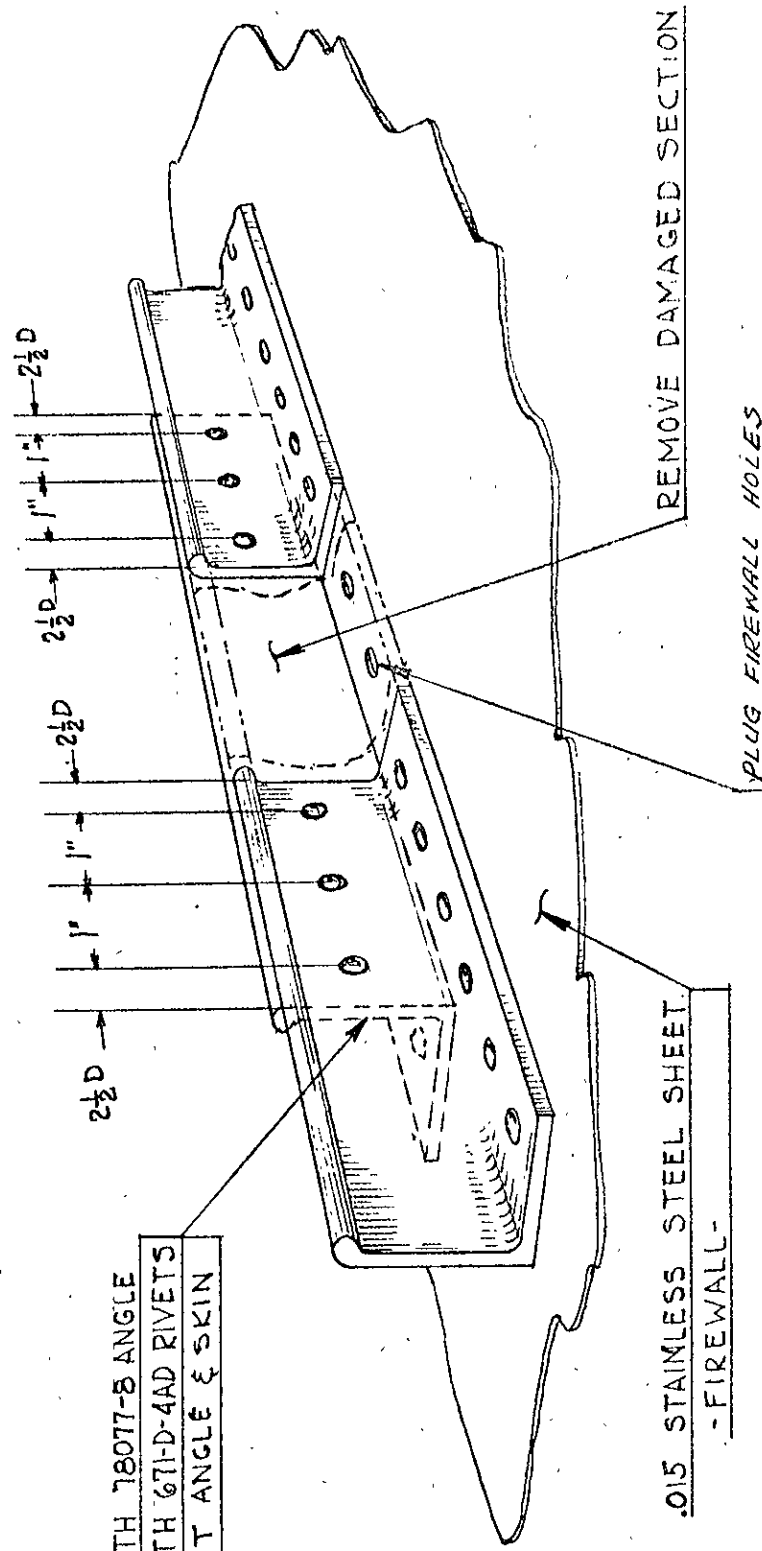 2½D
1"
1"
2½D
2½D
1"
1"
2½D
TH 78077-8 ANGLE
TH 671-D-4AD RIVETS
T ANGLE & SKIN
REMOVE DAMAGED SECTION
PLUG FIREWALL HOLES
.015 STAINLESS STEEL SHEET
-FIREWALL-